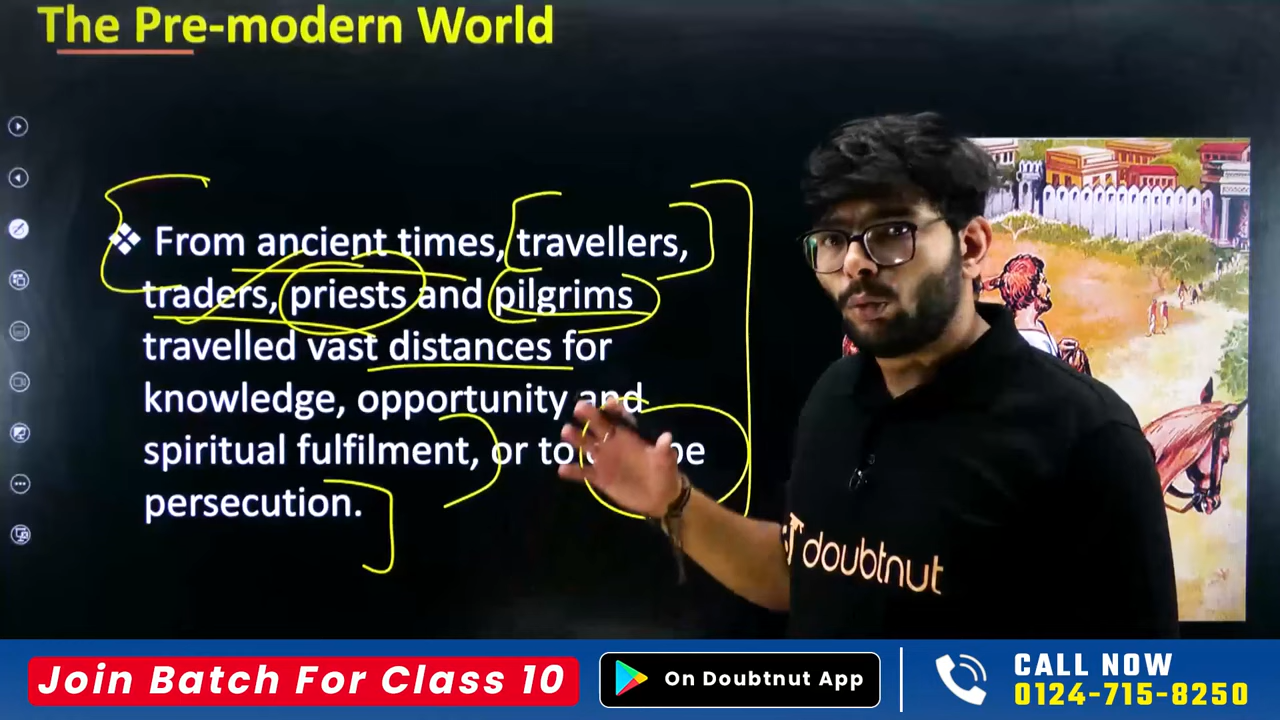 The Pre-modern World
❖ From ancient times, travellers,
traders, priests and pilgrims
travelled vast distances for
knowledge, opportunity and
spiritual fulfilment, or to
persecution.
doubtnut
Join Batch For Class 10
On Doubtnut App
CALL NOW
0124-715-8250